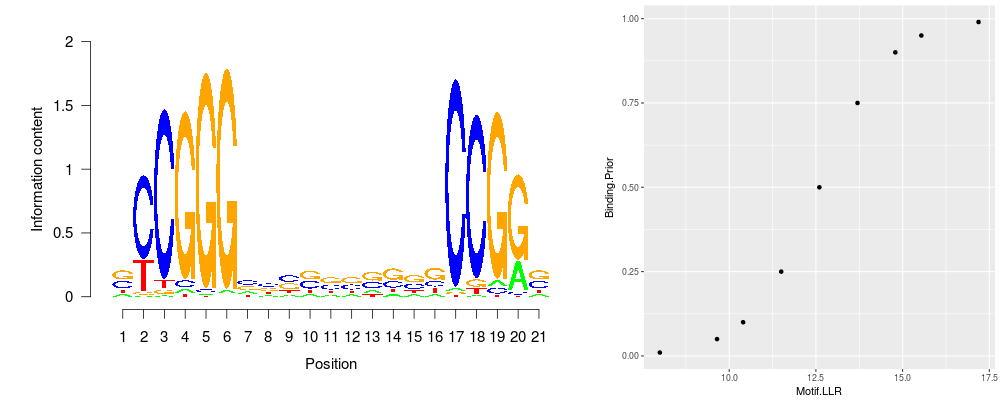 2
1.5
1
0.5
0
Information content
C
T
C
G
G
G
C
C
G
G
A
1 2 3 4 5 6 7 8 9 10 11 12 13 14 15 16 17 18 19 20 21
Position
1.00
0.75
0.50
0.25
0.00
Binding.Prior
10.0 12.5 15.0 17.5
Motif.LLR